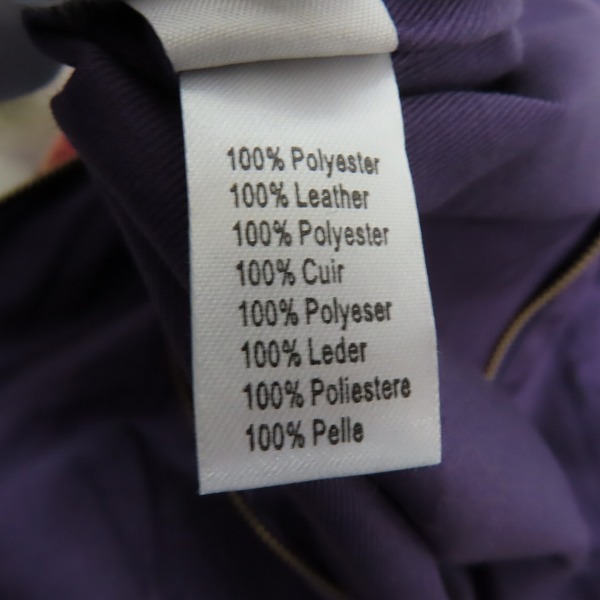 100% Polyester
100% Leather
100% Polyester
100% Cuir
100% Polyeser
100% Leder
100% Poliestere
100% Pelle